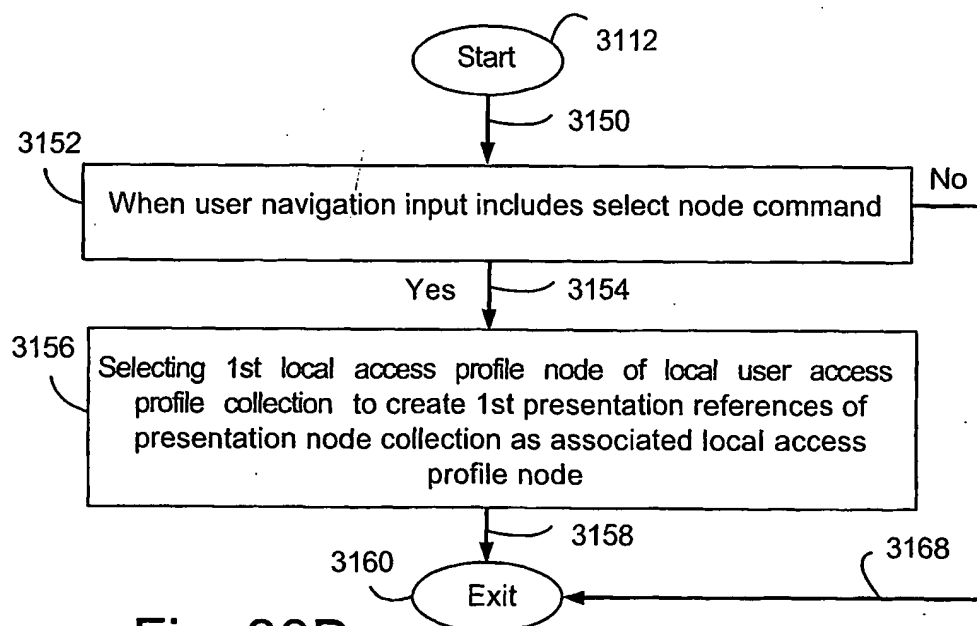 Start
3112
3150
3152
When user navigation input includes select node command
No
Yes
3154
3156
Selecting 1st local access profile node of local user access
profile collection to create 1st presentation references of
presentation node collection as associated local access
profile node
3158
3160
Exit
3168